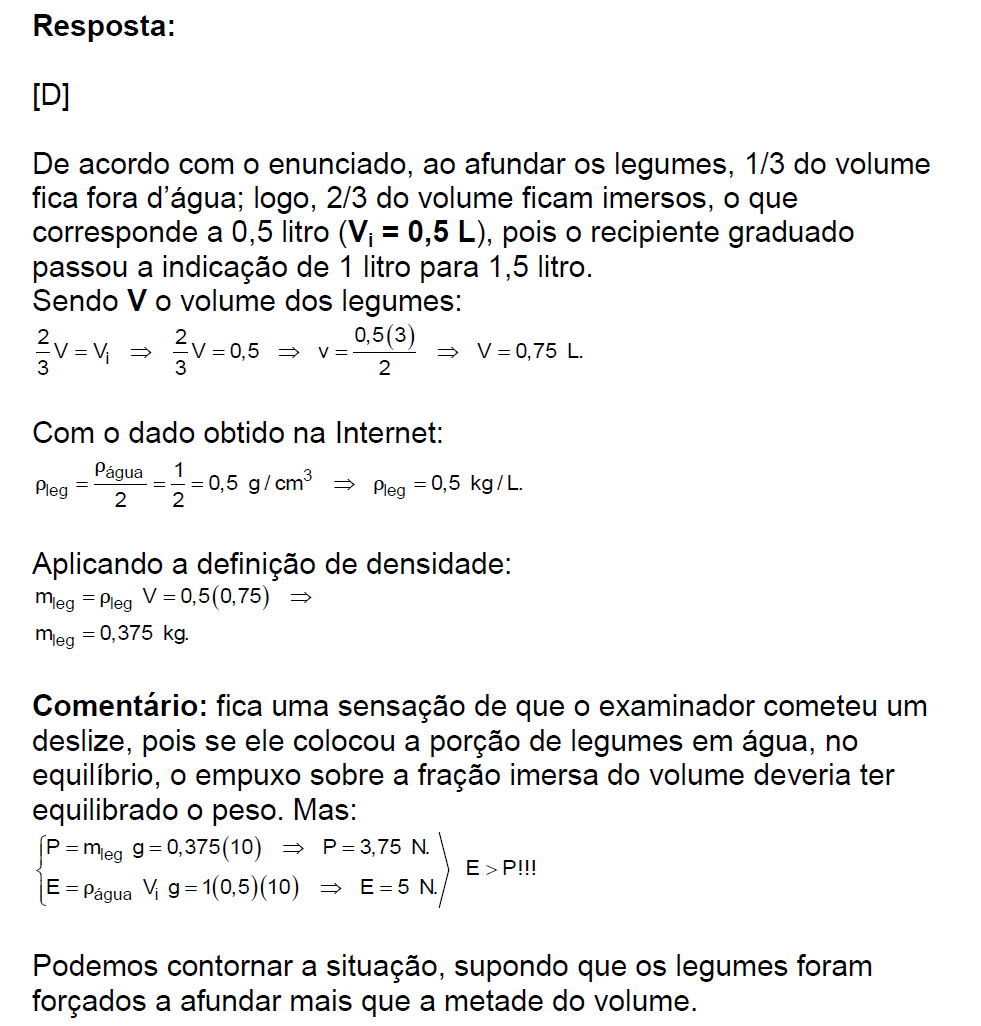 Resposta:
[D]
De acordo com o enunciado, ao afundar os legumes, 1/3 do volume
fica fora d’água; logo, 2/3 do volume ficam imersos, o que
corresponde a 0,5 litro (Vi = 0,5 L), pois o recipiente graduado
passou a indicação de 1 litro para 1,5 litro.
Sendo V o volume dos legumes:
2/3 V = Vi ⇒ 2/3 V = 0,5 ⇒ v = 0,5(3)/2 ⇒ V = 0,75 L.
Com o dado obtido na Internet:
ρleg = ρágua/2 = 1/2 = 0,5 g/cm³ ⇒ ρleg = 0,5 kg/L.
Aplicando a definição de densidade:
mleg = ρleg V = 0,5(0,75) ⇒
mleg = 0,375 kg.
Comentário: fica uma sensação de que o examinador cometeu um
deslize, pois se ele colocou a porção de legumes em água, no
equilíbrio, o empuxo sobre a fração imersa do volume deveria ter
equilibrado o peso. Mas:
P = mleg g = 0,375(10) ⇒ P = 3,75 N.
E = ρágua Vi g = 1(0,5)(10) ⇒ E = 5 N.
E > P!!!
Podemos contornar a situação, supondo que os legumes foram
forçados a afundar mais que a metade do volume.